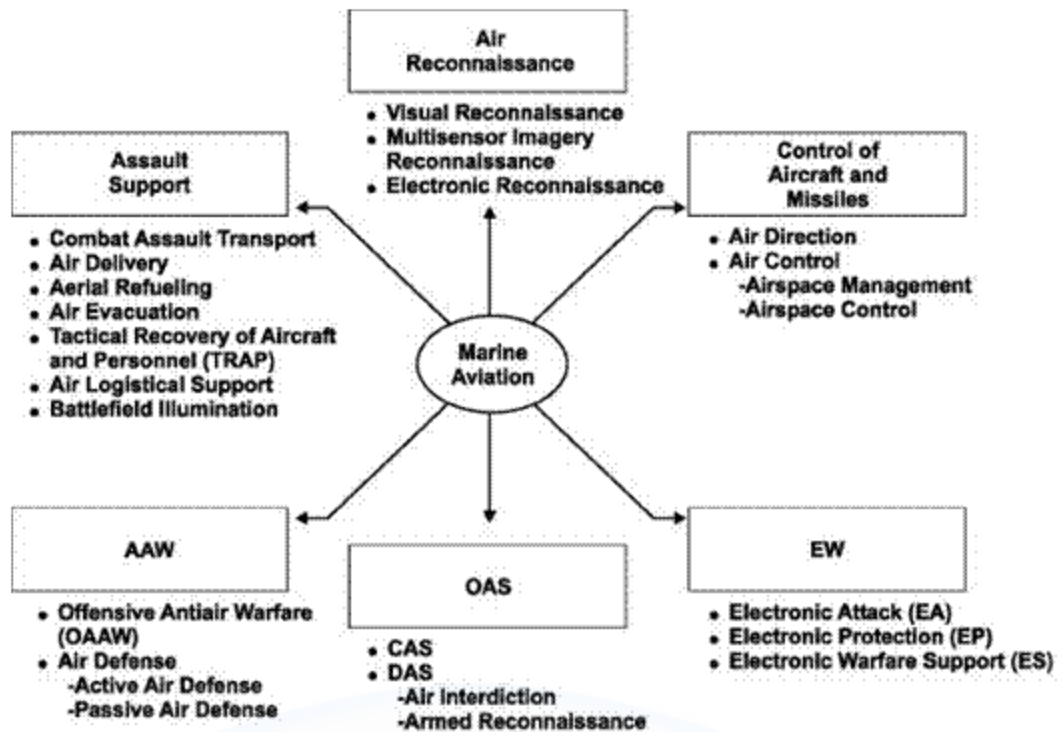 Air
Reconnaissance
• Visual Reconnaissance
• Multisensor Imagery
Reconnaissance
• Electronic Reconnaissance
Assault
Support
• Combat Assault Transport
• Air Delivery
• Aerial Refueling
• Air Evacuation
• Tactical Recovery of Aircraft
and Personnel (TRAP)
• Air Logistical Support
• Battlefield Illumination
Control of
Aircraft and
Missiles
• Air Direction
• Air Control
-Airspace Management
-Airspace Control
Marine
Aviation
AAW
• Offensive Antiair Warfare
(OAAW)
• Air Defense
-Active Air Defense
-Passive Air Defense
OAS
• CAS
• DAS
-Air Interdiction
-Armed Reconnaissance
EW
• Electronic Attack (EA)
• Electronic Protection (EP)
• Electronic Warfare Support (ES)